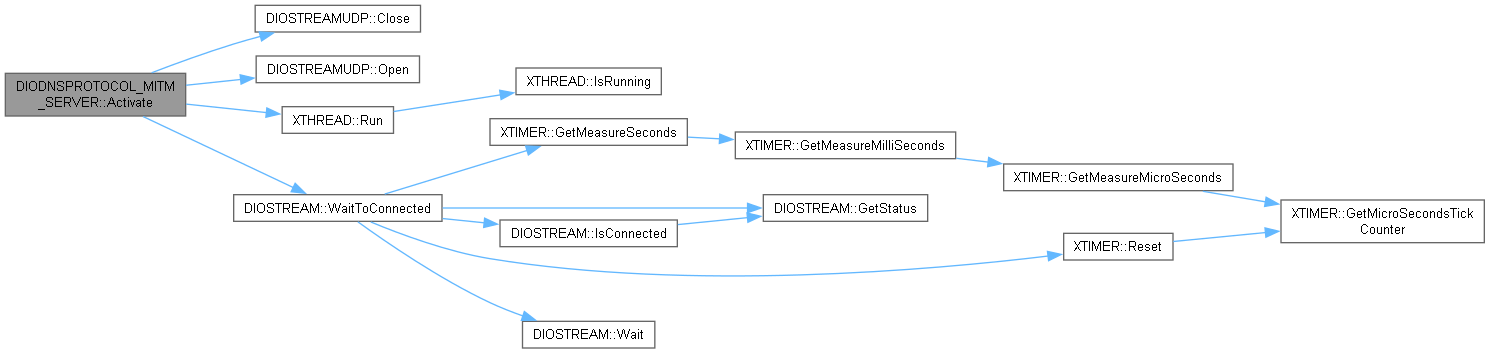 DIODNSPROTOCOL_MITM
_SERVER::Activate
DIOSTREAMUDP::Close
DIOSTREAMUDP::Open
XTHREAD::Run
XTHREAD::IsRunning
DIOSTREAM::WaitToConnected
XTIMER::GetMeasureSeconds
XTIMER::GetMeasureMilliSeconds
XTIMER::GetMeasureMicroSeconds
XTIMER::GetMicroSecondsTick
Counter
DIOSTREAM::GetStatus
DIOSTREAM::IsConnected
XTIMER::Reset
DIOSTREAM::Wait